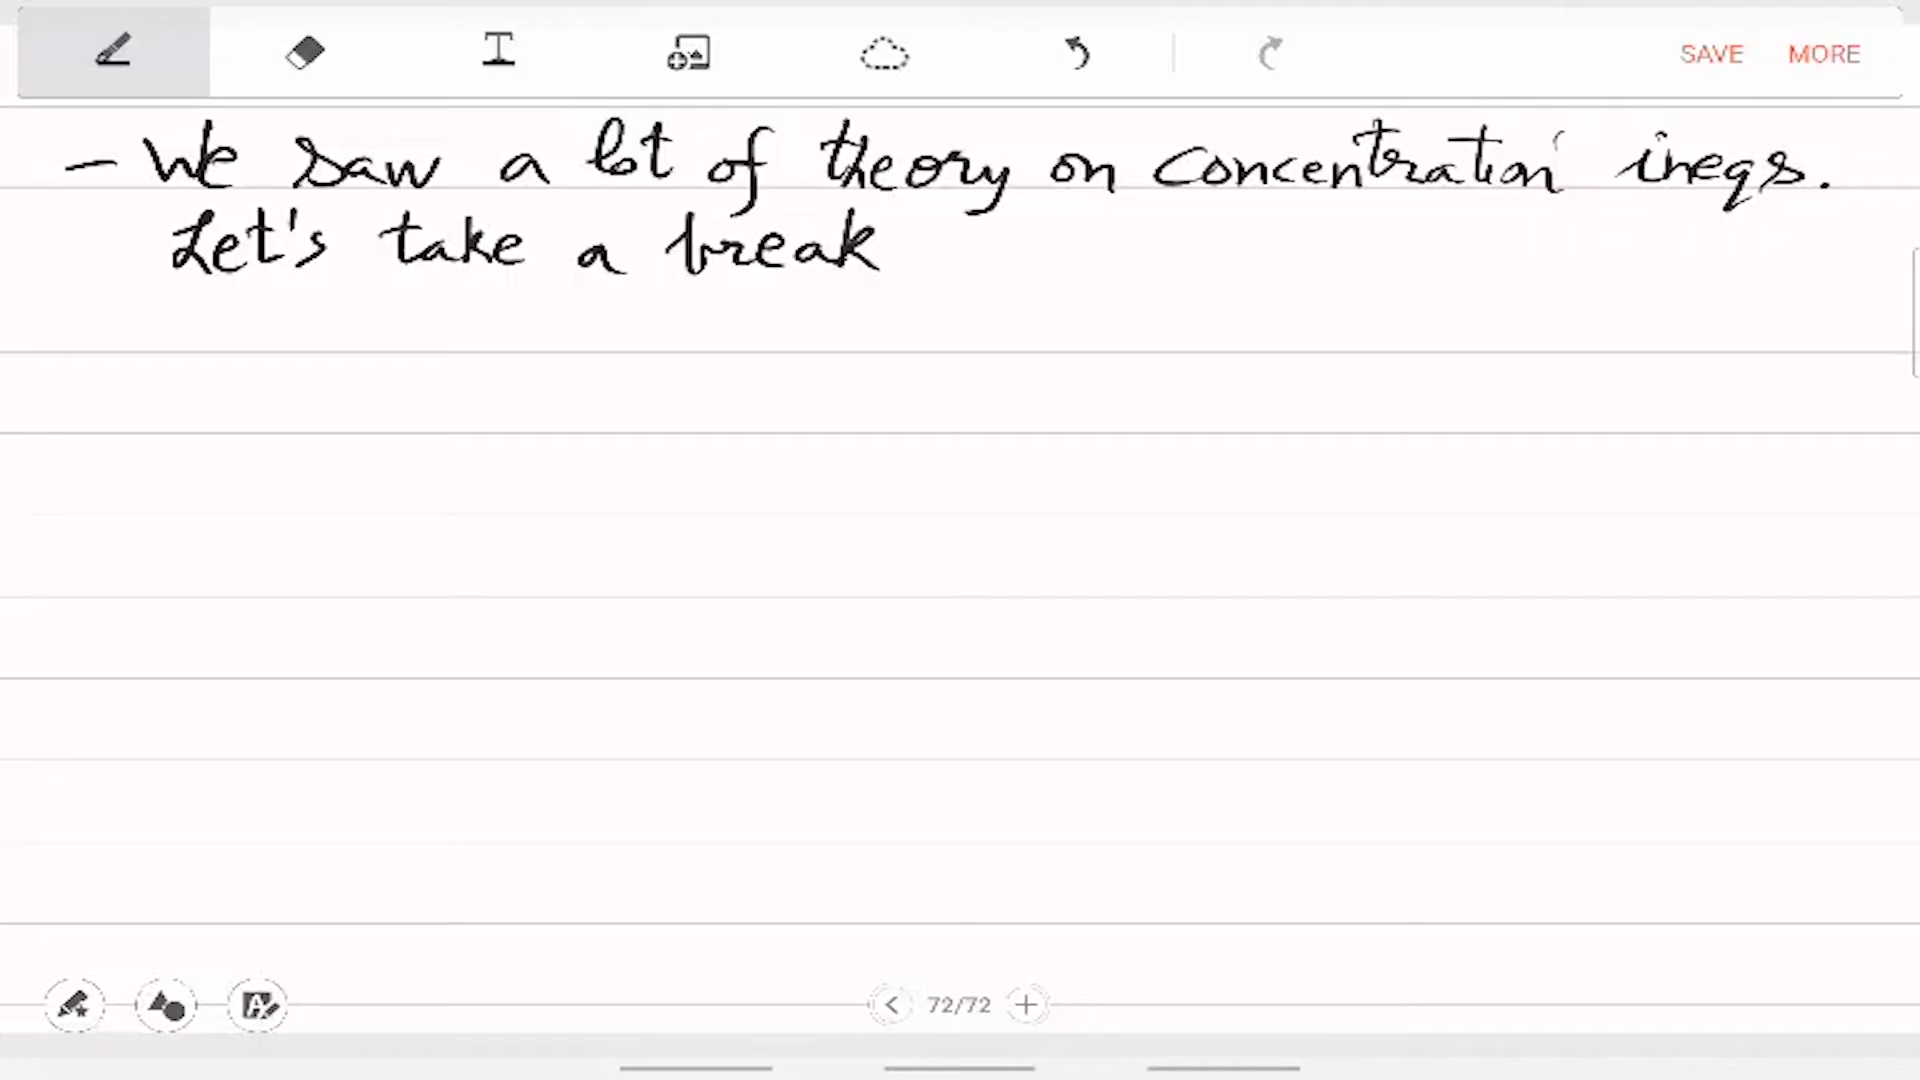 SAVE MORE
- We saw a lot of theory on concentration ineqs.
Let's take a break
72/72